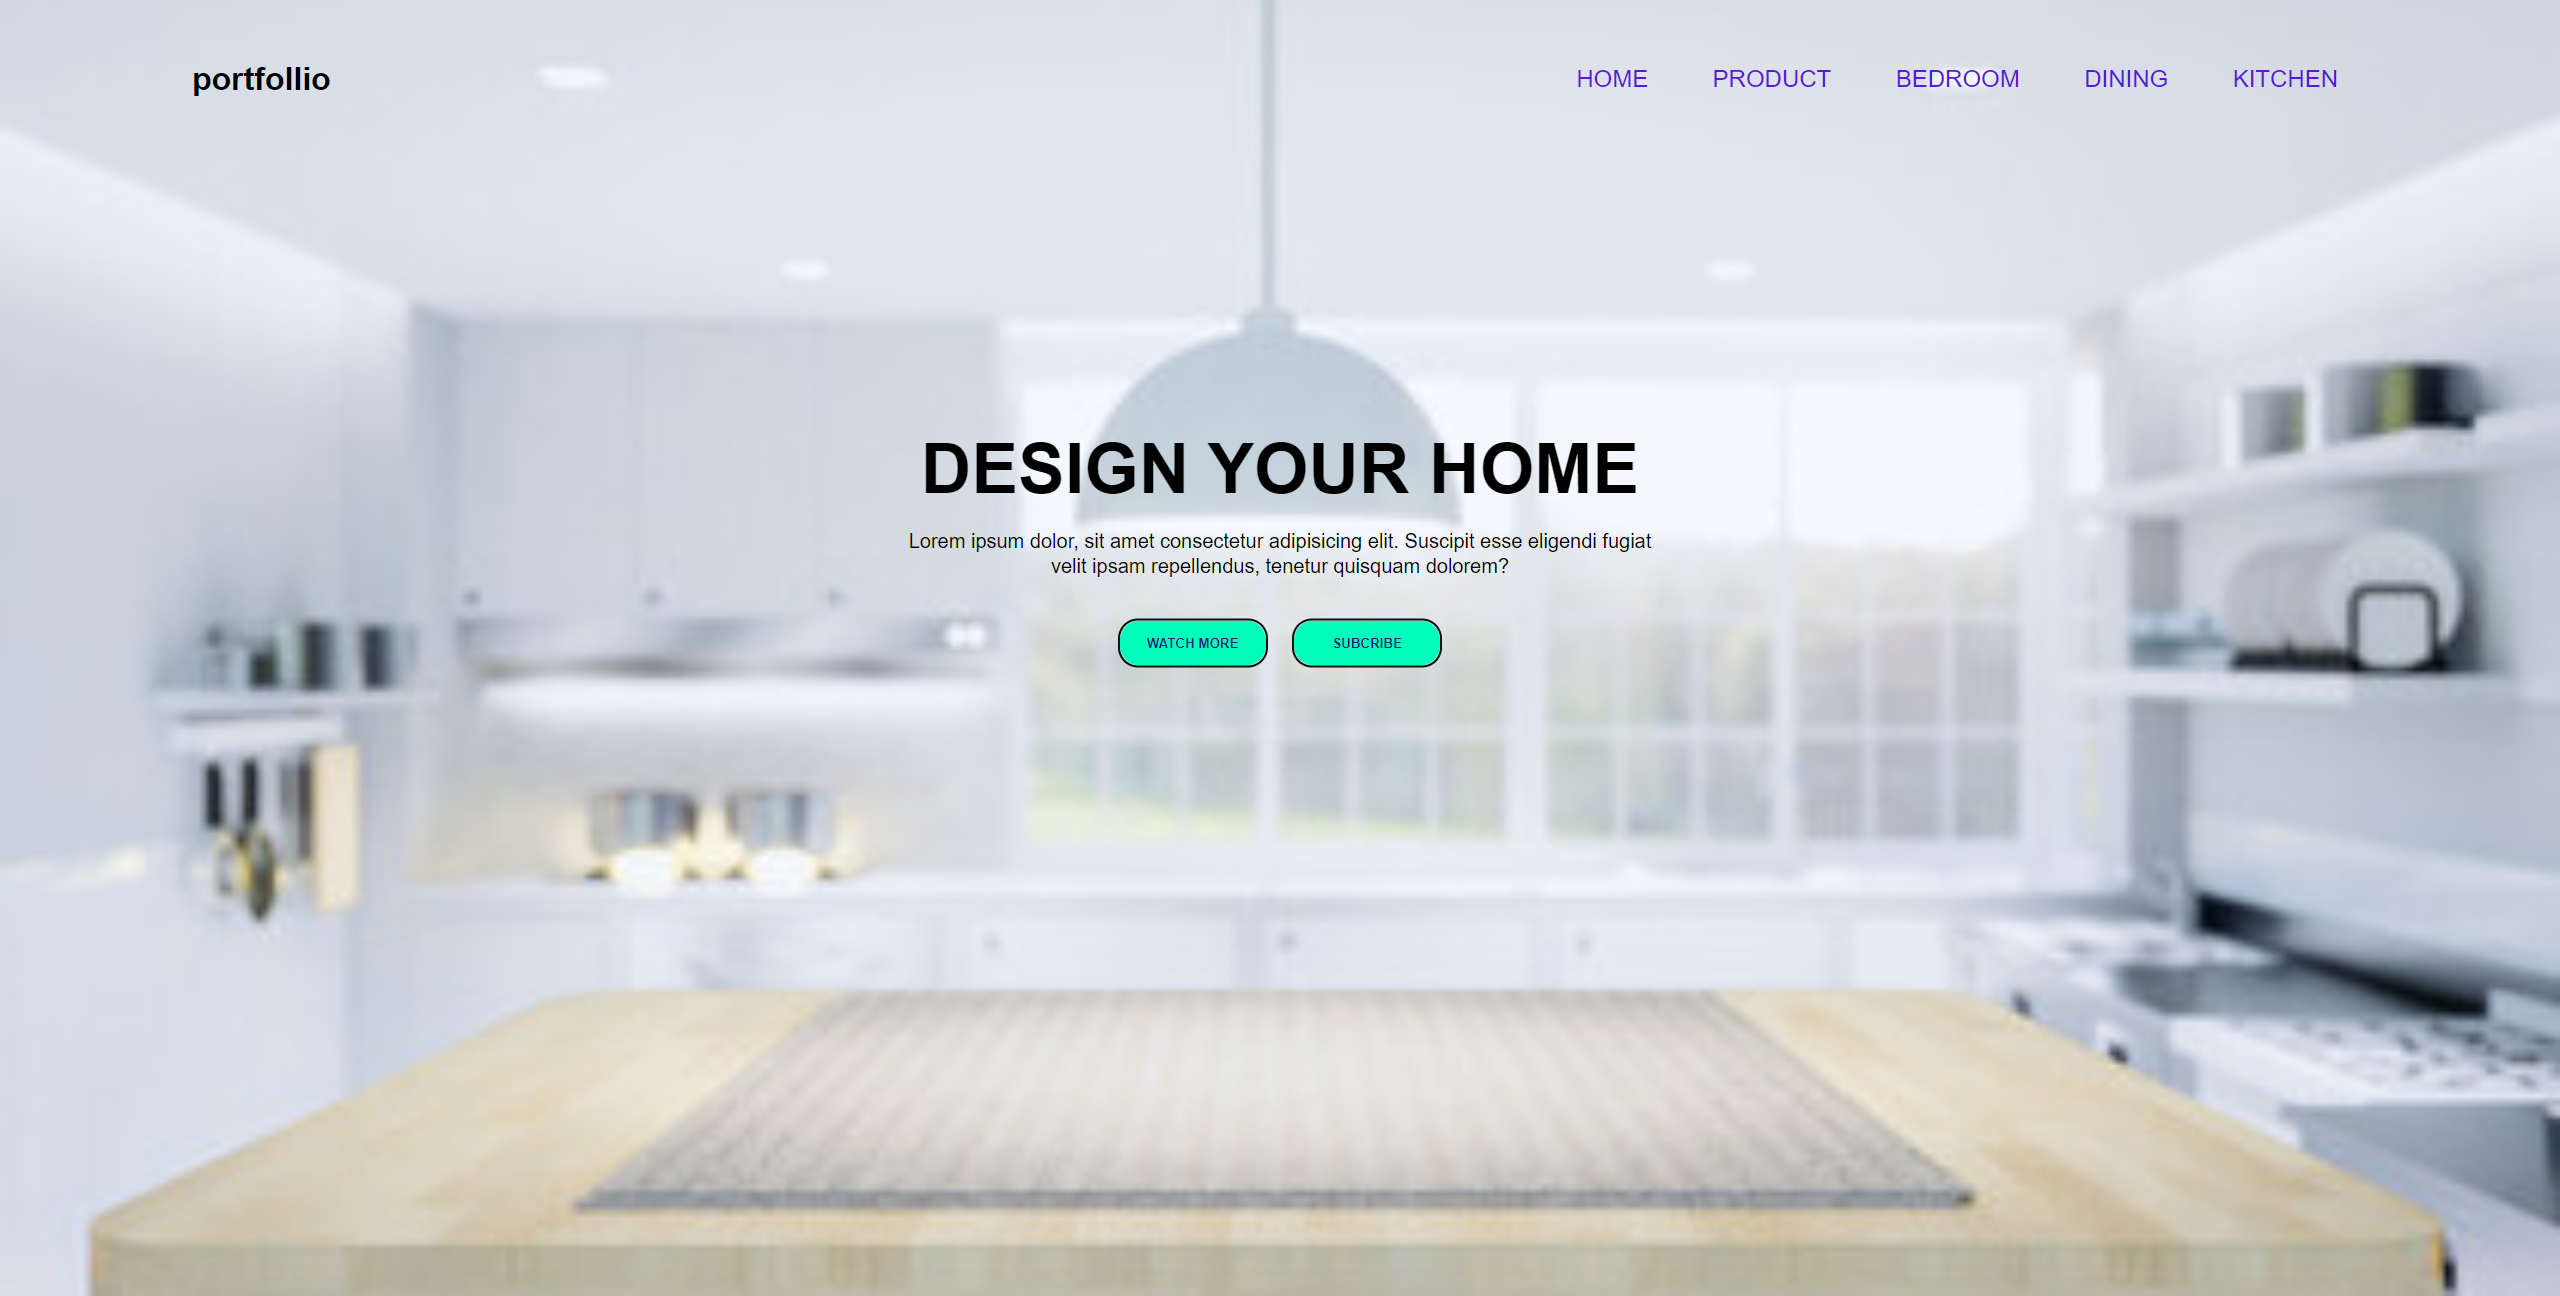 portfollio
HOME PRODUCT BEDROOM DINING KITCHEN
DESIGN YOUR HOME
Lorem ipsum dolor, sit amet consectetur adipisicing elit. Suscipit esse eligendi fugiat
velit ipsam repellendus, tenetur quisquam dolorem?
WATCH MORE SUBCRIBE